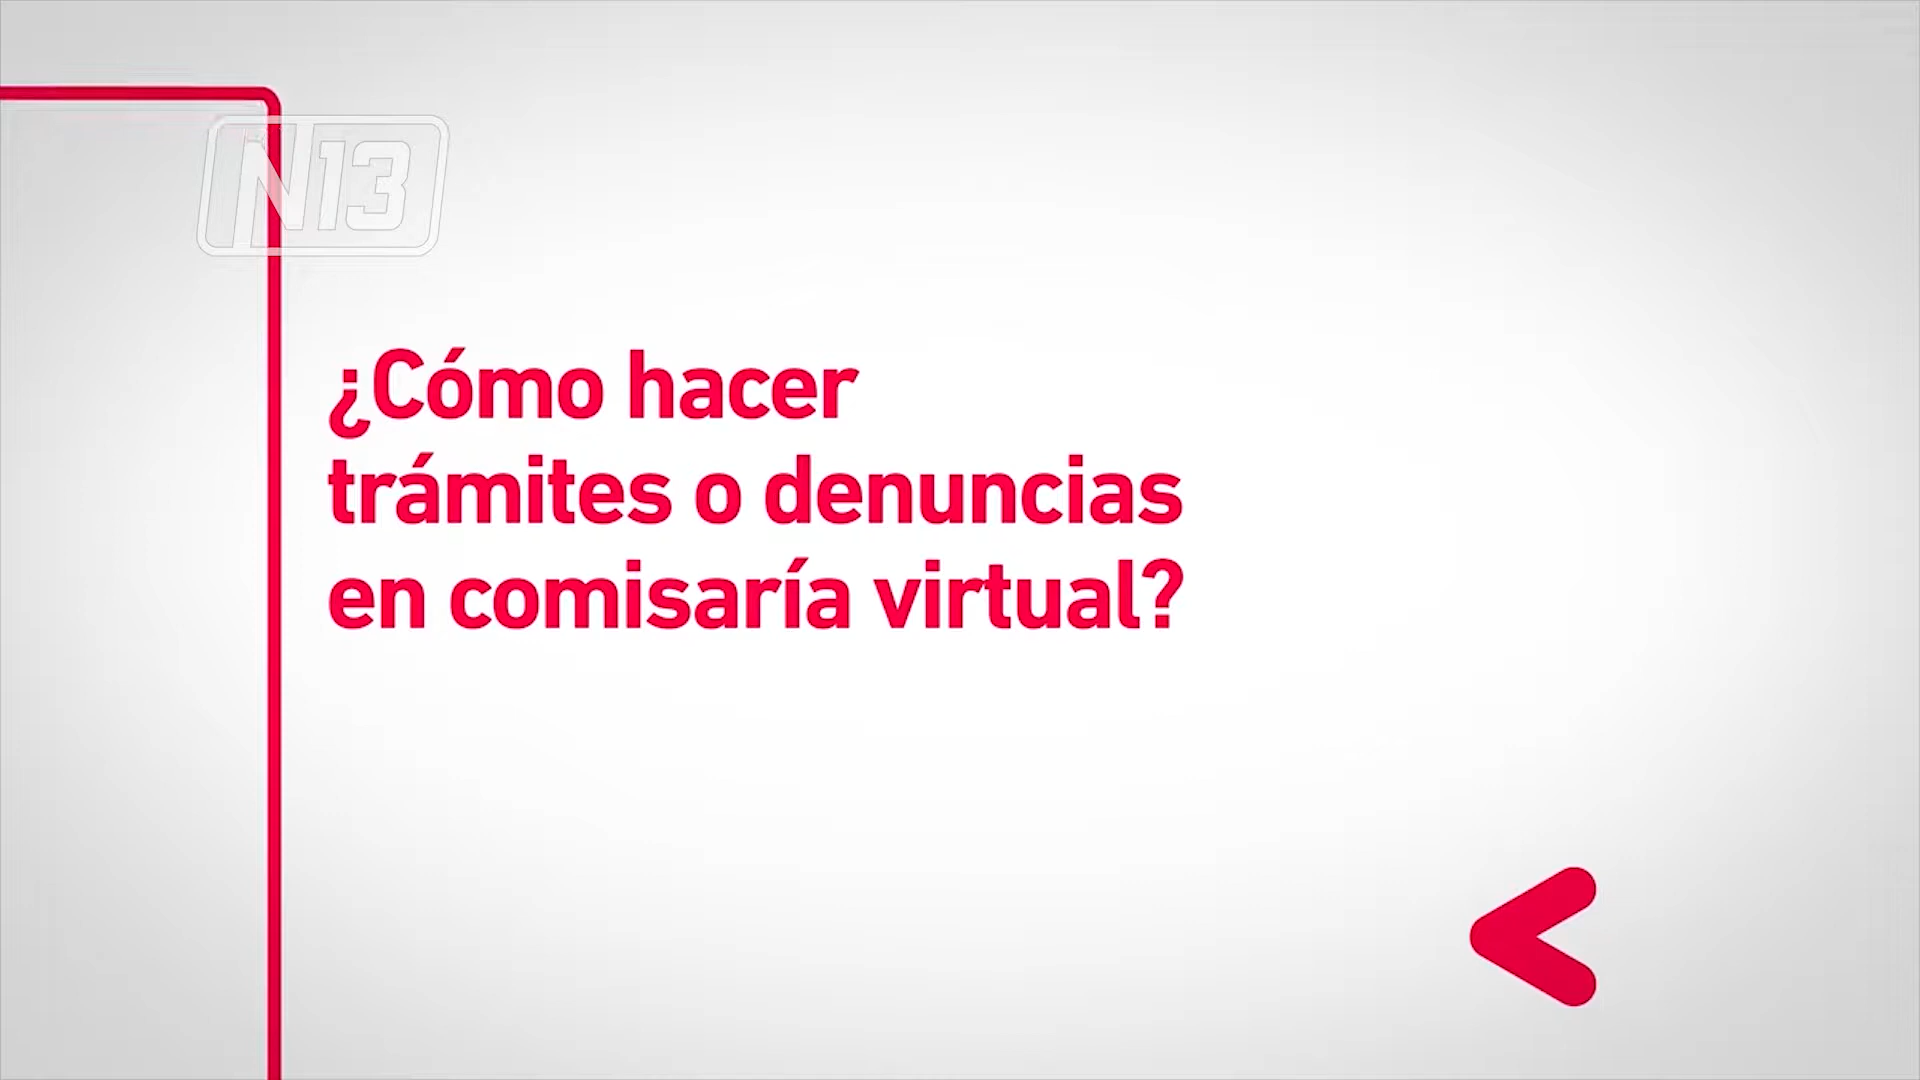 N13
¿Cómo hacer
trámites o denuncias
en comisaría virtual?